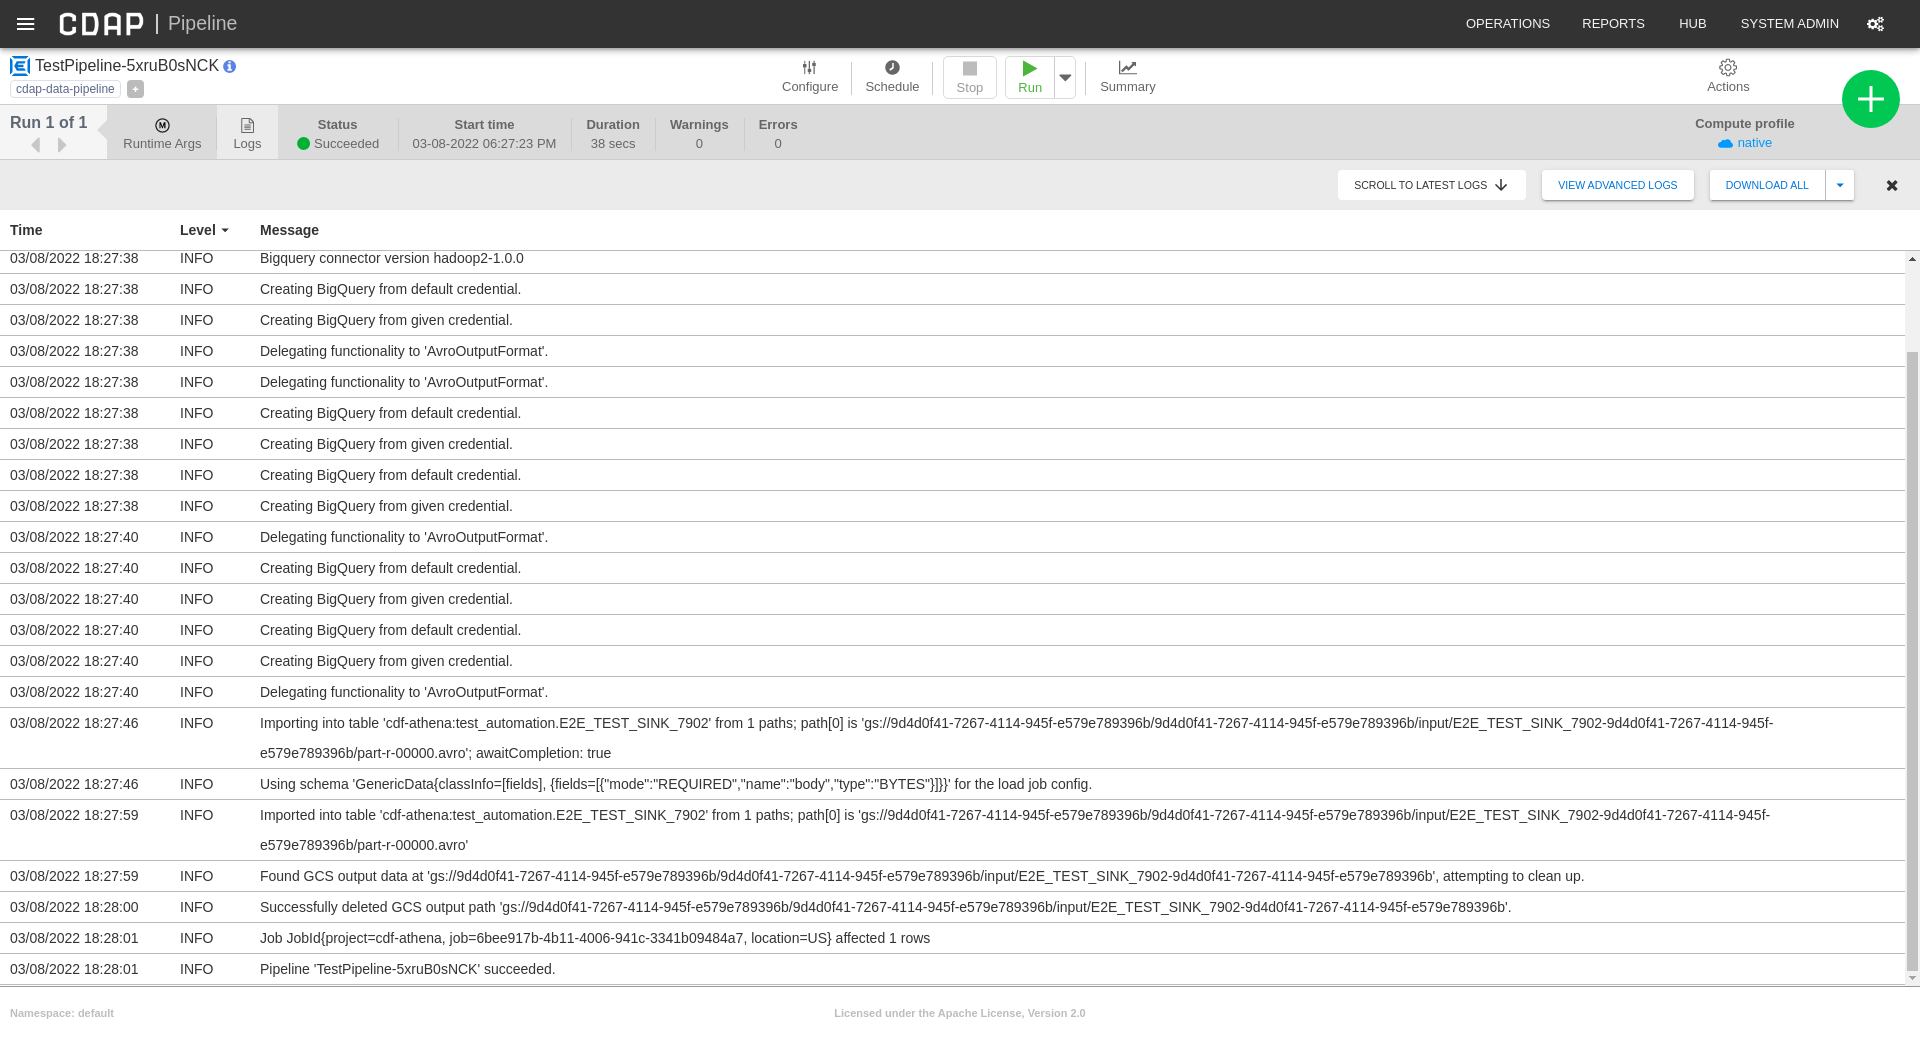 CDAP | Pipeline
OPERATIONS REPORTS HUB SYSTEM ADMIN
TestPipeline-5xruB0sNCK
cdap-data-pipeline +
Configure Schedule Stop Run Summary Actions
Run 1 of 1
Runtime Args Logs
Status Start time Duration Warnings Errors
Succeeded 03-08-2022 06:27:23 PM 38 secs 0 0
Compute profile
native
SCROLL TO LATEST LOGS VIEW ADVANCED LOGS DOWNLOAD ALL
Time Level Message
03/08/2022 18:27:38 INFO Bigquery connector version hadoop2-1.0.0
03/08/2022 18:27:38 INFO Creating BigQuery from default credential.
03/08/2022 18:27:38 INFO Creating BigQuery from given credential.
03/08/2022 18:27:38 INFO Delegating functionality to 'AvroOutputFormat'.
03/08/2022 18:27:38 INFO Delegating functionality to 'AvroOutputFormat'.
03/08/2022 18:27:38 INFO Creating BigQuery from default credential.
03/08/2022 18:27:38 INFO Creating BigQuery from given credential.
03/08/2022 18:27:38 INFO Creating BigQuery from default credential.
03/08/2022 18:27:38 INFO Creating BigQuery from given credential.
03/08/2022 18:27:40 INFO Delegating functionality to 'AvroOutputFormat'.
03/08/2022 18:27:40 INFO Creating BigQuery from default credential.
03/08/2022 18:27:40 INFO Creating BigQuery from given credential.
03/08/2022 18:27:40 INFO Creating BigQuery from default credential.
03/08/2022 18:27:40 INFO Creating BigQuery from given credential.
03/08/2022 18:27:40 INFO Delegating functionality to 'AvroOutputFormat'.
03/08/2022 18:27:46 INFO Importing into table 'cdf-athena:test_automation.E2E_TEST_SINK_7902' from 1 paths; path[0] is 'gs://9d4d0f41-7267-4114-945f-e579e789396b/9d4d0f41-7267-4114-945f-e579e789396b/input/E2E_TEST_SINK_7902-9d4d0f41-7267-4114-945f-
e579e789396b/part-r-00000.avro'; awaitCompletion: true
03/08/2022 18:27:46 INFO Using schema 'GenericData{classInfo=[fields], {fields=[{"mode":"REQUIRED","name":"body","type":"BYTES"}]}}' for the load job config.
03/08/2022 18:27:59 INFO Imported into table 'cdf-athena:test_automation.E2E_TEST_SINK_7902' from 1 paths; path[0] is 'gs://9d4d0f41-7267-4114-945f-e579e789396b/9d4d0f41-7267-4114-945f-e579e789396b/input/E2E_TEST_SINK_7902-9d4d0f41-7267-4114-945f-
e579e789396b/part-r-00000.avro'
03/08/2022 18:27:59 INFO Found GCS output data at 'gs://9d4d0f41-7267-4114-945f-e579e789396b/9d4d0f41-7267-4114-945f-e579e789396b/input/E2E_TEST_SINK_7902-9d4d0f41-7267-4114-945f-e579e789396b', attempting to clean up.
03/08/2022 18:28:00 INFO Successfully deleted GCS output path 'gs://9d4d0f41-7267-4114-945f-e579e789396b/9d4d0f41-7267-4114-945f-e579e789396b/input/E2E_TEST_SINK_7902-9d4d0f41-7267-4114-945f-e579e789396b'.
03/08/2022 18:28:01 INFO Job JobId{project=cdf-athena, job=6bee917b-4b11-4006-941c-3341b09484a7, location=US} affected 1 rows
03/08/2022 18:28:01 INFO Pipeline 'TestPipeline-5xruB0sNCK' succeeded.
Namespace: default Licensed under the Apache License, Version 2.0